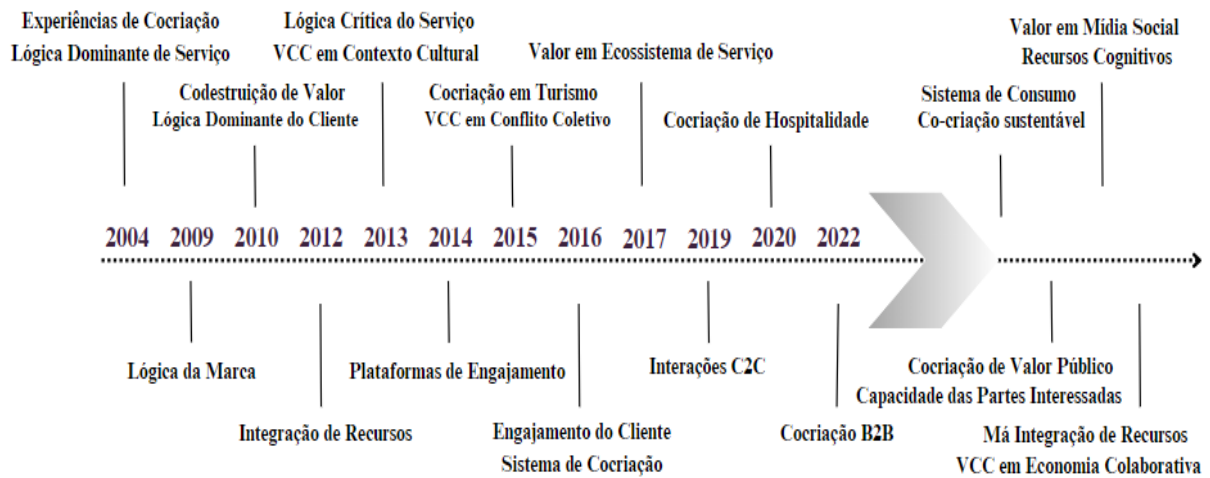 Experiências de Cocriação
Lógica Dominante de Serviço
Lógica Crítica do Serviço
VCC em Contexto Cultural
Valor em Ecossistema de Serviço
Valor em Mídia Social
Recursos Cognitivos
Codestruição de Valor
Lógica Dominante do Cliente
Cocriação em Turismo
VCC em Conflito Coletivo
Cocriação de Hospitalidade
Sistema de Consumo
Co-criação sustentável
2004 2009 2010 2012 2013 2014 2015 2016 2017 2019 2020 2022
Lógica da Marca
Plataformas de Engajamento
Interações C2C
Cocriação de Valor Público
Capacidade das Partes Interessadas
Integração de Recursos
Engajamento do Cliente
Sistema de Cocriação
Cocriação B2B
Má Integração de Recursos
VCC em Economia Colaborativa